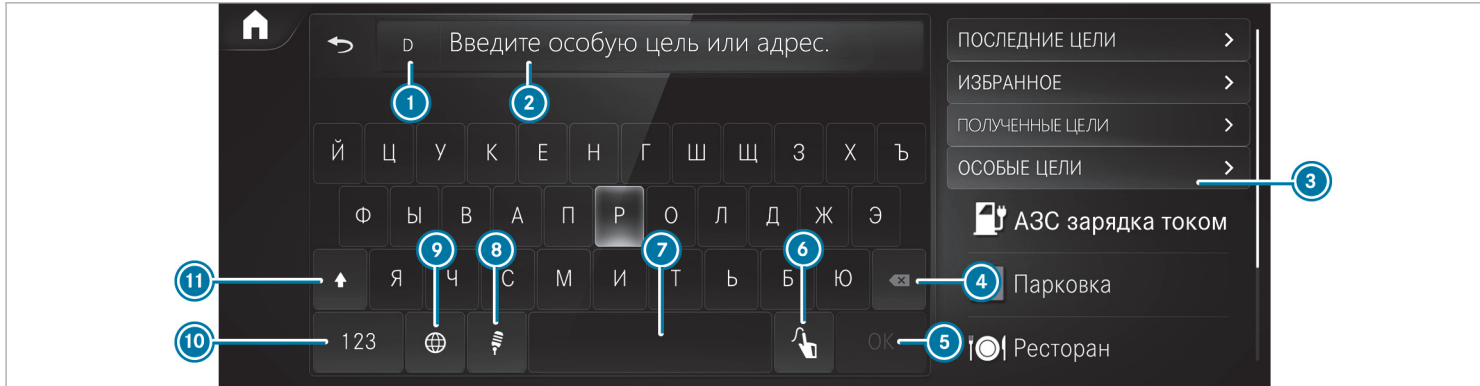 D Введите особую цель или адрес.
1 2
Й Ц У К Е Н Г Ш Щ З Х Ъ
Ф Ы В А П Р О Л Д Ж Э
9 8 7 6
11 Я Ч С М И Т Ь Б Ю 4
10 123 OK 5
ПОСЛЕДНИЕ ЦЕЛИ
ИЗБРАННОЕ
ПОЛУЧЕННЫЕ ЦЕЛИ
ОСОБЫЕ ЦЕЛИ
3
АЗС зарядка током
Парковка
Ресторан